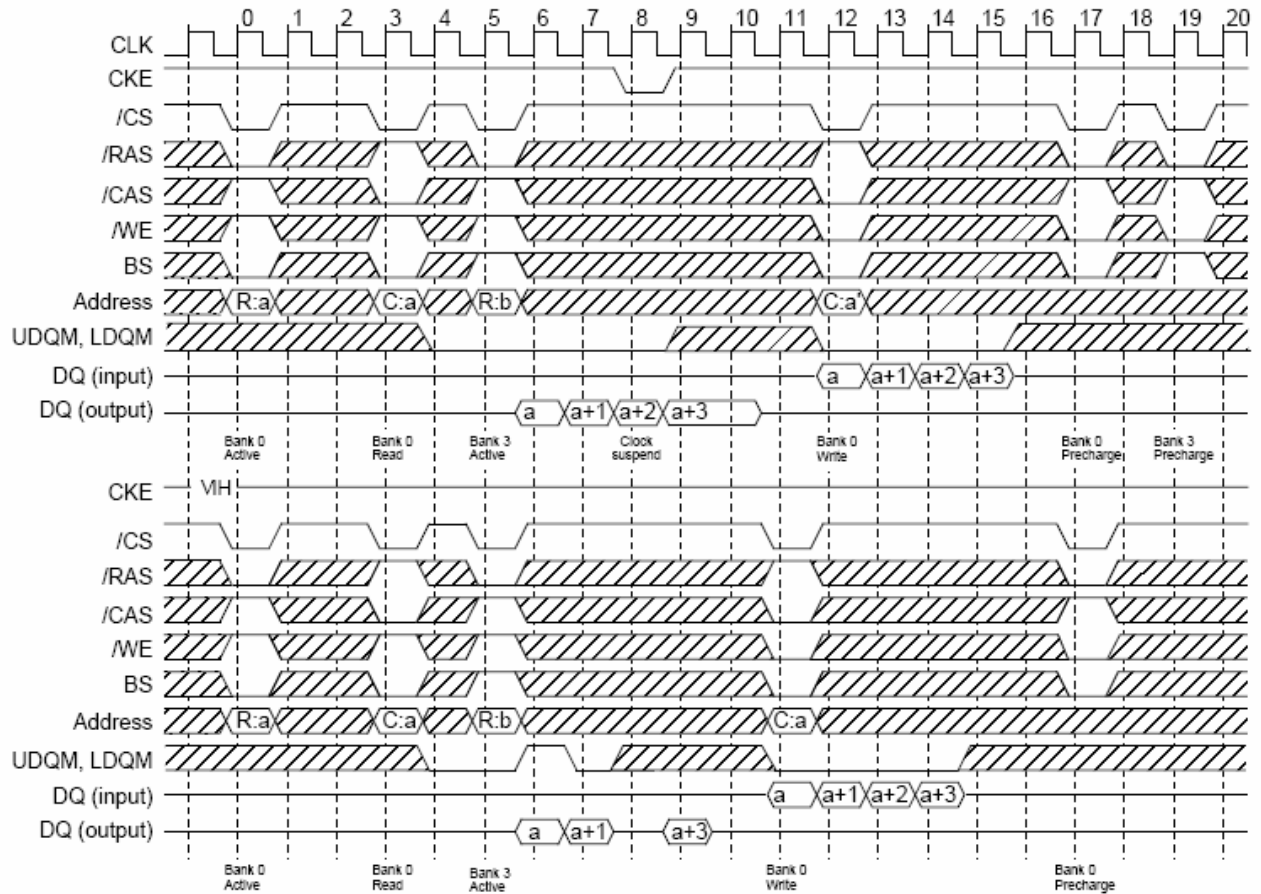 0 1 2 3 4 5 6 7 8 9 10 11 12 13 14 15 16 17 18 19 20
CLK
CKE
/CS
/RAS
/CAS
/WE
BS
Address R:a C:a R:b C:a'
UDQM, LDQM
DQ (input) a a+1 a+2 a+3
DQ (output) a a+1 a+2 a+3
Bank 0 Active
Bank 0 Read
Bank 3 Active
Clock suspend
Bank 0 Write
Bank 0 Precharge
Bank 3 Precharge
CKE VIH
/CS
/RAS
/CAS
/WE
BS
Address R:a C:a R:b C:a
UDQM, LDQM
DQ (input) a a+1 a+2 a+3
DQ (output) a a+1 a+3
Bank 0 Active
Bank 0 Read
Bank 3 Active
Bank 0 Write
Bank 0 Precharge